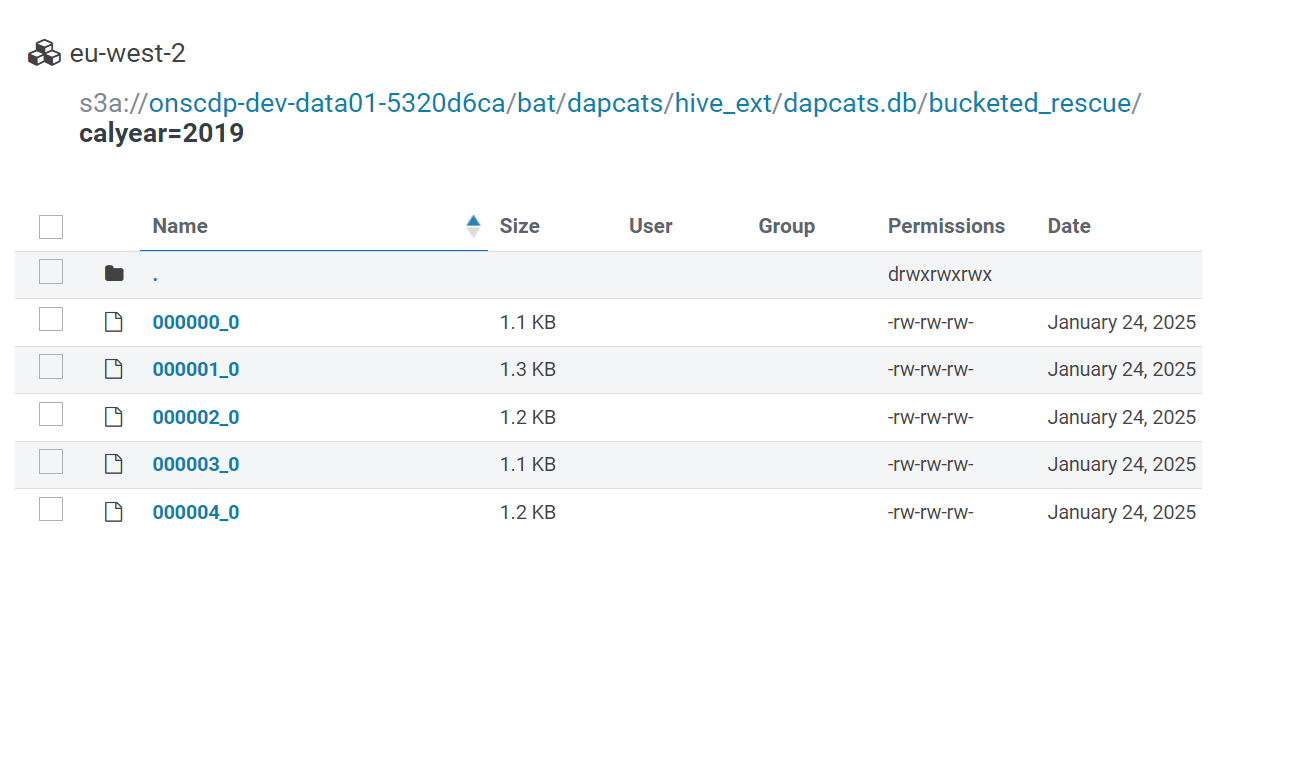 eu-west-2
s3a://onscdp-dev-data01-5320d6ca/bat/dapcats/hive_ext/dapcats.db/bucketed_rescue/
calyear=2019
Name Size User Group Permissions Date
. drwxrwxrwx
000000_0 1.1 KB -rw-rw-rw- January 24, 2025
000001_0 1.3 KB -rw-rw-rw- January 24, 2025
000002_0 1.2 KB -rw-rw-rw- January 24, 2025
000003_0 1.1 KB -rw-rw-rw- January 24, 2025
000004_0 1.2 KB -rw-rw-rw- January 24, 2025